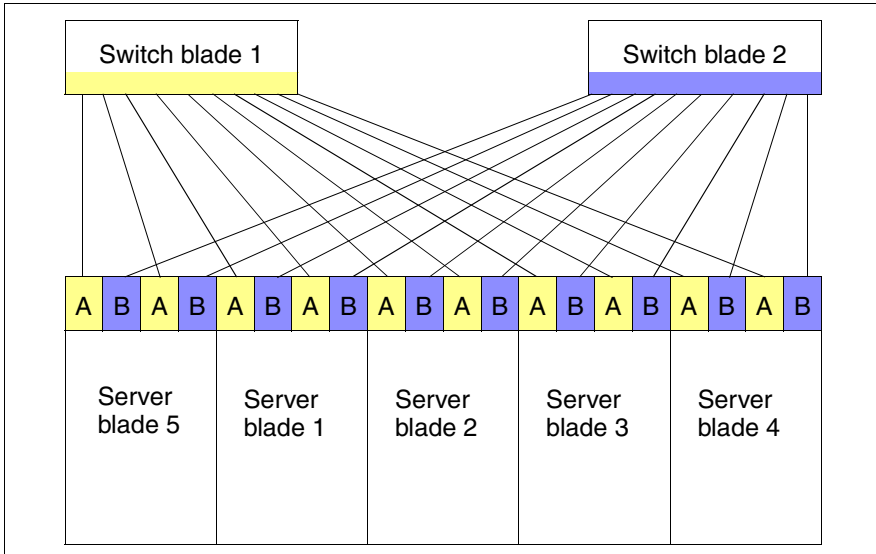 Switch blade 1
Switch blade 2
A B A B A B A B A B A B A B A B A B A B
Server
blade 5
Server
blade 1
Server
blade 2
Server
blade 3
Server
blade 4